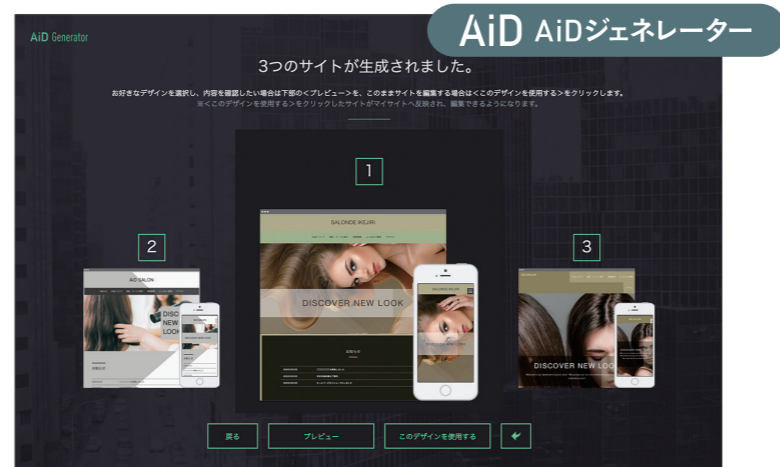 AiD AiDジェネレーター
AiD Generator
3つのサイトが生成されました。
お好きなデザインを選択し、内容を確認したい場合は下部の<プレビュー>を、このままサイトを編集する場合は<このデザインを使用する>をクリックします。
※<このデザインを使用する>をクリックしたサイトがマイサイトへ反映され、編集できるようになります。
1
SALONDE IKEJIRI
DISCOVER NEW LOOK
お知らせ
2
AiD SALON
DISCO
NEW
LOOK
3
DISCOVER NEW LOO
戻る
プレビュー
このデザインを使用する